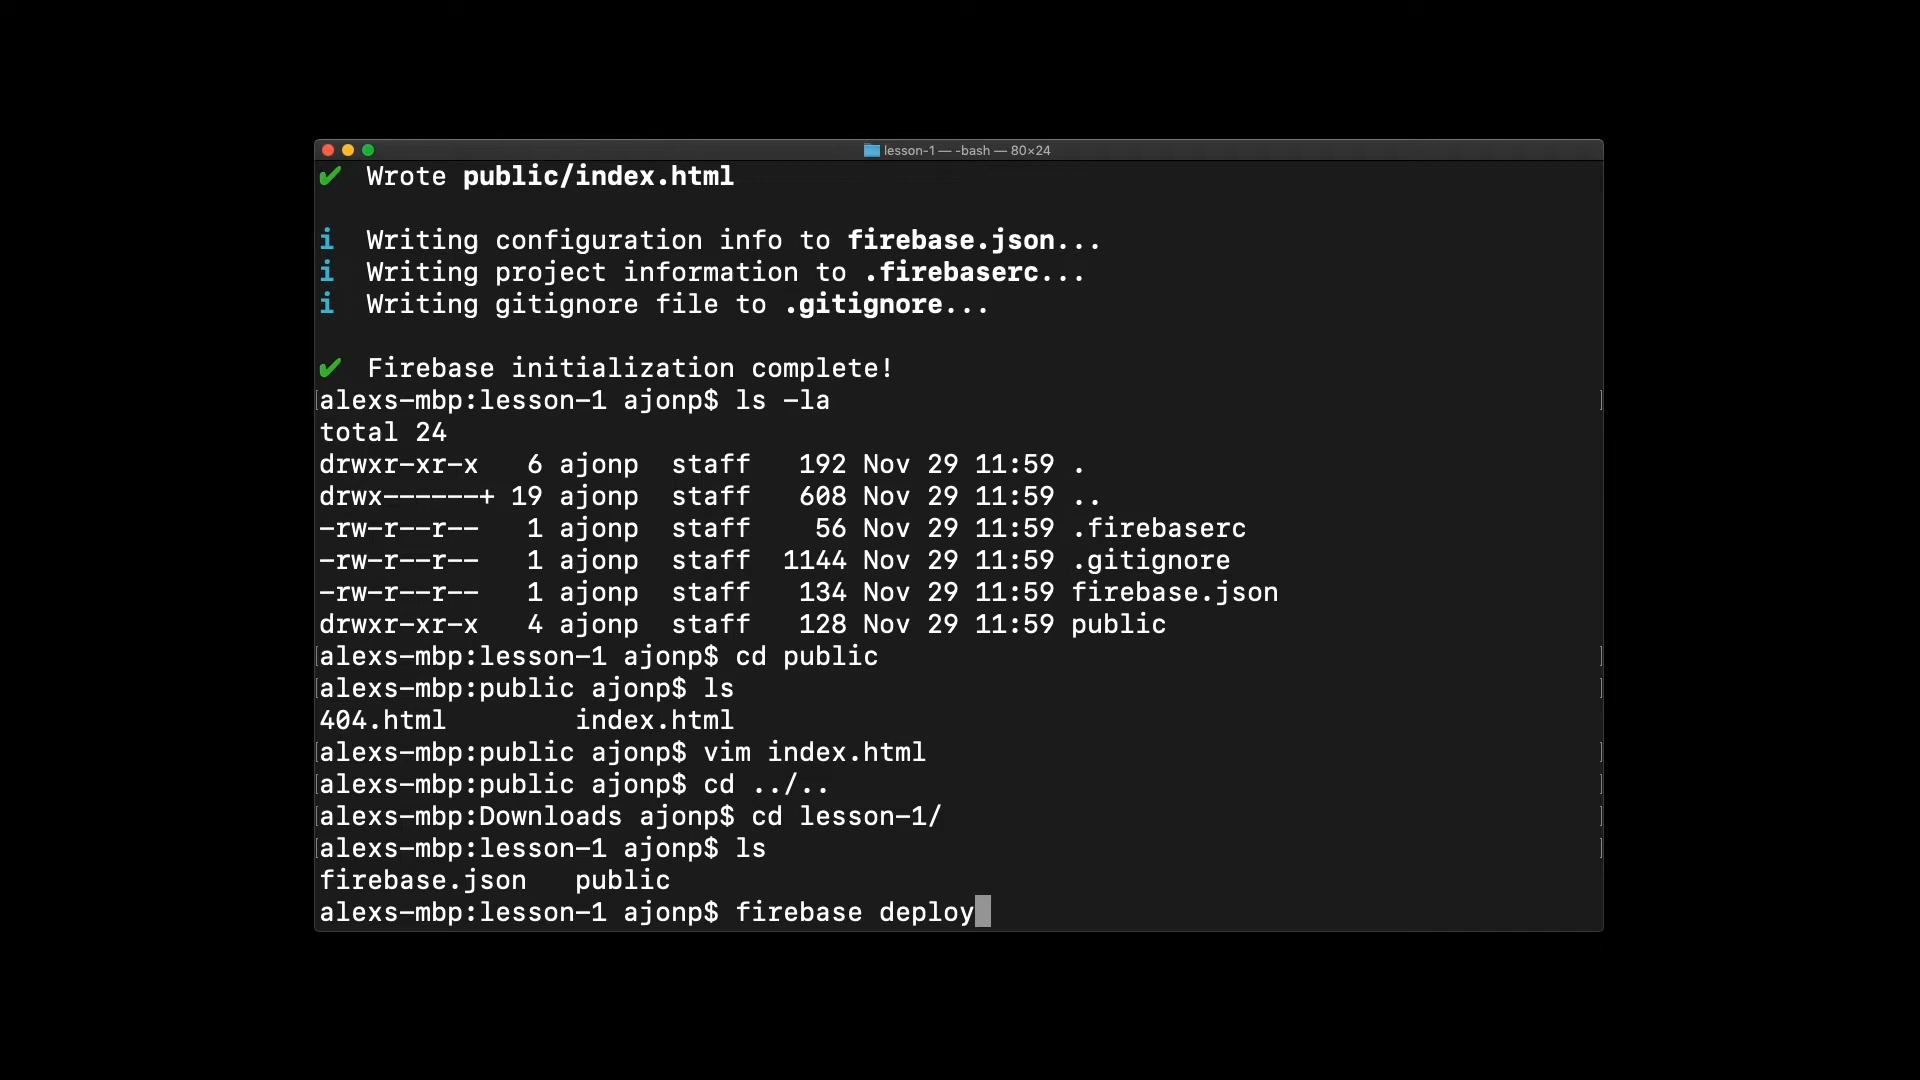 lesson-1 — -bash — 80×24
✔ Wrote public/index.html
i Writing configuration info to firebase.json...
i Writing project information to .firebaserc...
i Writing gitignore file to .gitignore...
✔ Firebase initialization complete!
[alexs-mbp:lesson-1 ajonp$ ls -la ]
total 24
drwxr-xr-x   6 ajonp  staff   192 Nov 29 11:59 .
drwx------+ 19 ajonp  staff   608 Nov 29 11:59 ..
-rw-r--r--   1 ajonp  staff    56 Nov 29 11:59 .firebaserc
-rw-r--r--   1 ajonp  staff  1144 Nov 29 11:59 .gitignore
-rw-r--r--   1 ajonp  staff   134 Nov 29 11:59 firebase.json
drwxr-xr-x   4 ajonp  staff   128 Nov 29 11:59 public
[alexs-mbp:lesson-1 ajonp$ cd public ]
[alexs-mbp:public ajonp$ ls ]
404.html        index.html
[alexs-mbp:public ajonp$ vim index.html ]
[alexs-mbp:public ajonp$ cd ../.. ]
[alexs-mbp:Downloads ajonp$ cd lesson-1/ ]
[alexs-mbp:lesson-1 ajonp$ ls ]
firebase.json   public
alexs-mbp:lesson-1 ajonp$ firebase deploy